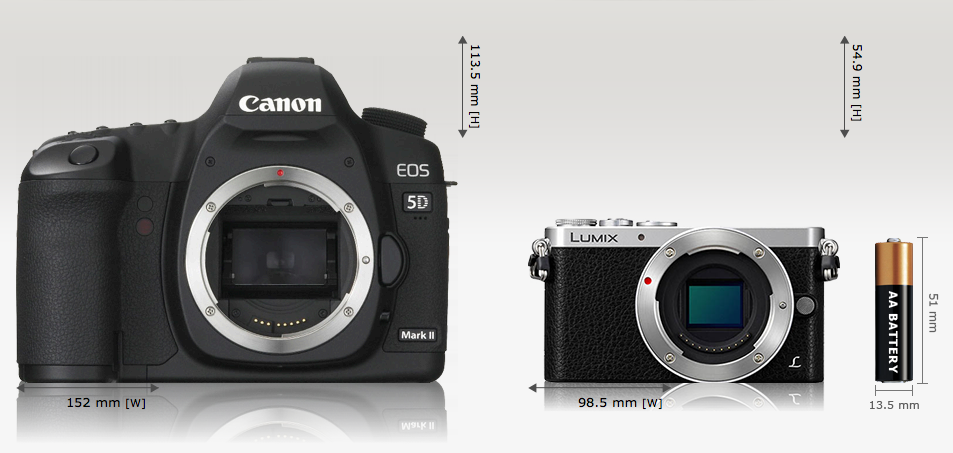 113.5 mm [H]
54.9 mm [H]
Canon
EOS
5D
LUMIX
Mark II
L
AA BATTERY
51 mm
152 mm [W]
98.5 mm [W]
13.5 mm